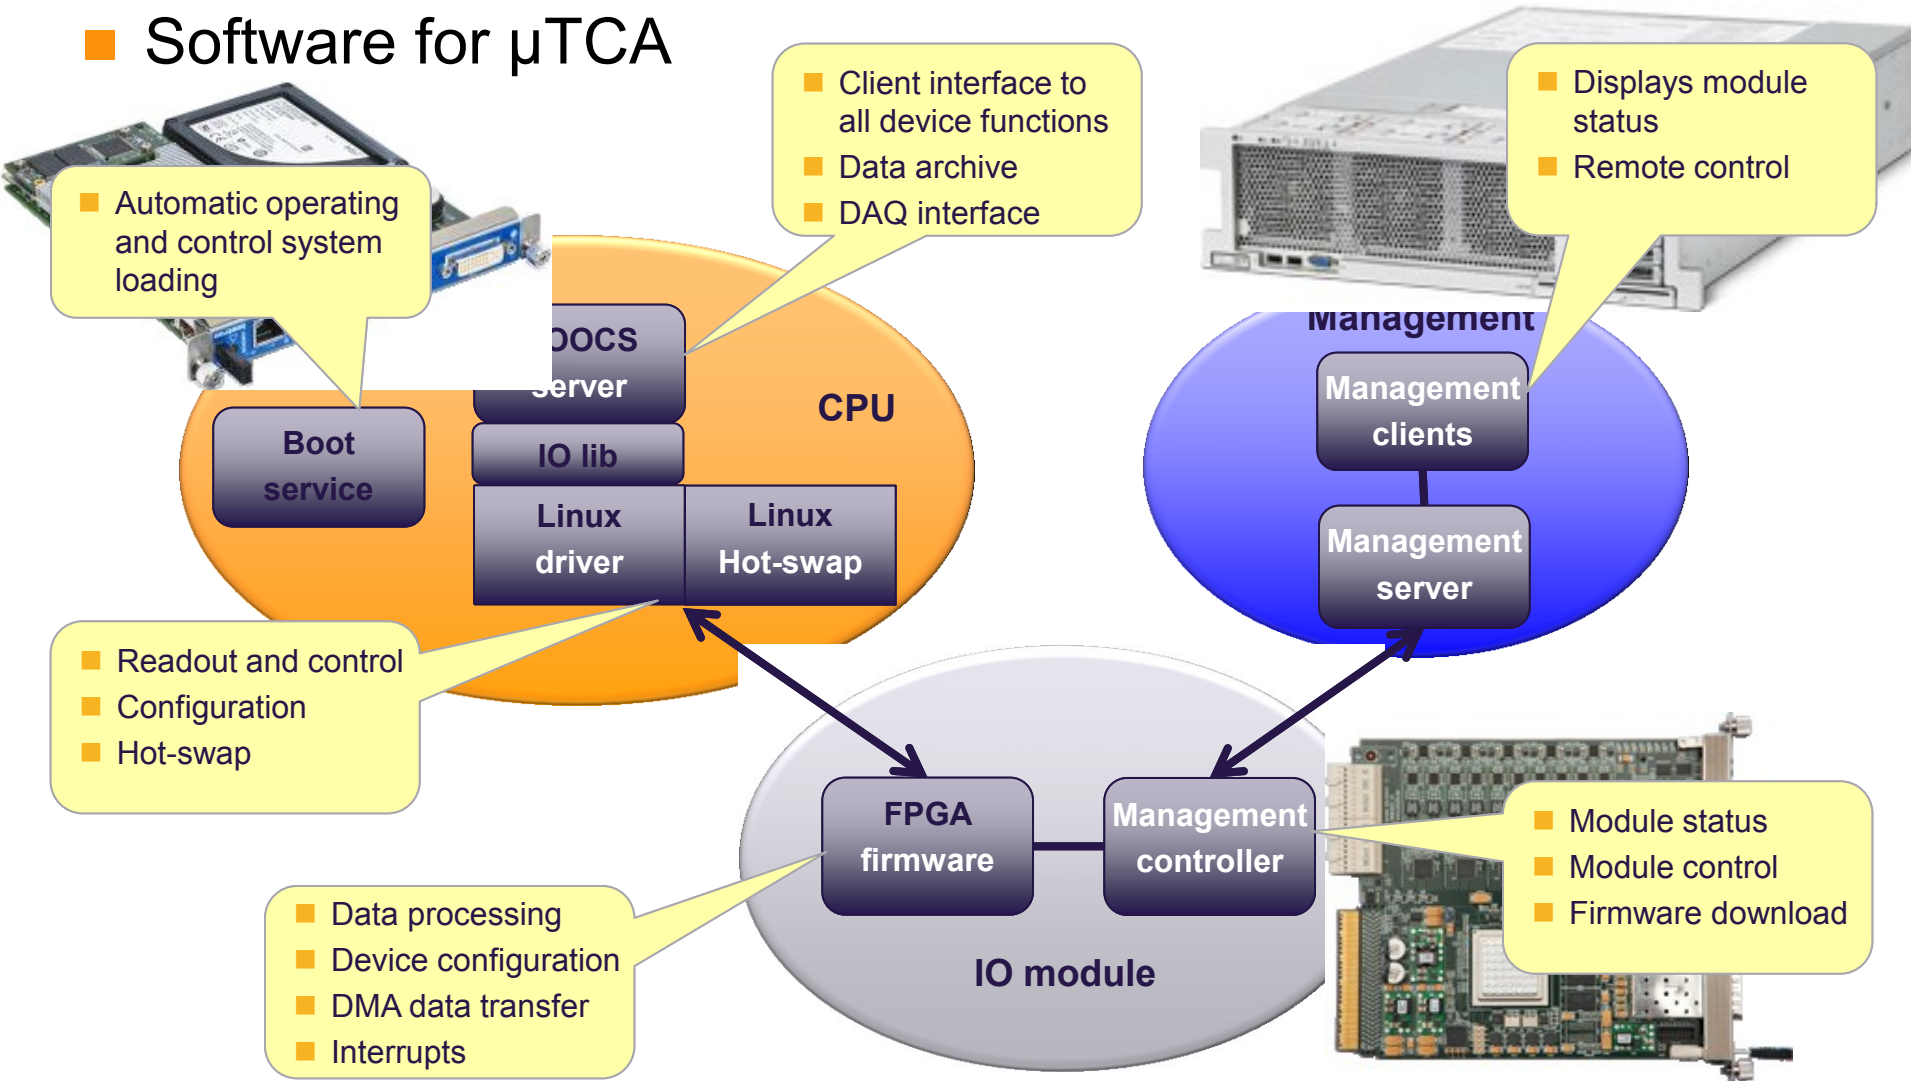 Software for µTCA
Client interface to
all device functions
Data archive
DAQ interface
Displays module
status
Remote control
Automatic operating
and control system
loading
OOCS
server
Management
Management
clients
CPU
Boot
service
IO lib
Linux
driver
Linux
Hot-swap
Management
server
Readout and control
Configuration
Hot-swap
FPGA
firmware
Management
controller
Module status
Module control
Firmware download
Data processing
Device configuration
DMA data transfer
Interrupts
IO module